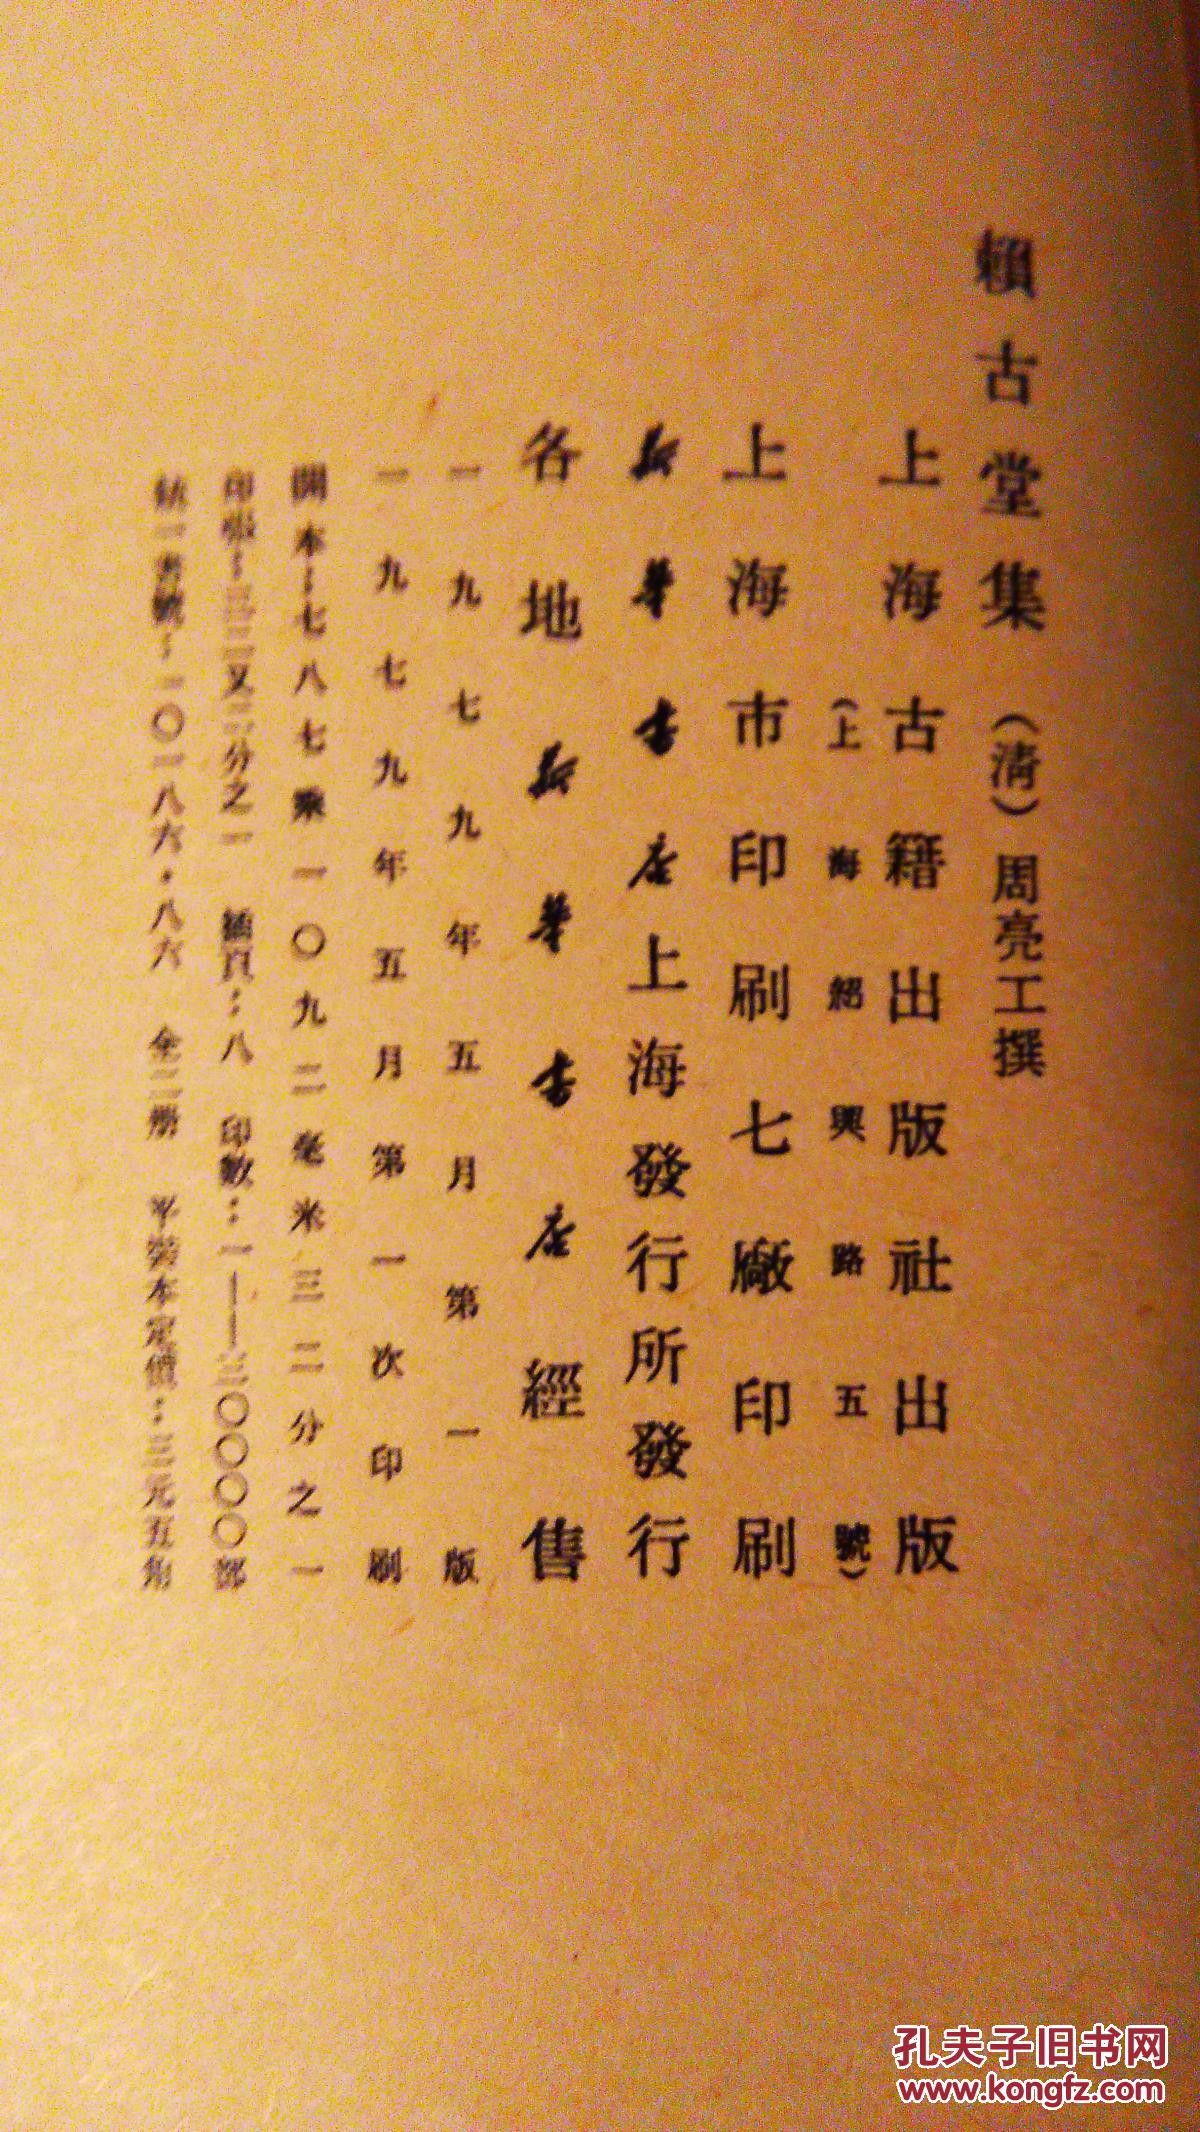 賴古堂集 (清)周亮工撰
上海古籍出版社出版
(上海紹興路五號)
上海市印刷七廠印刷
新華書店上海發行所發行
各地新華書店經售
一九七九年五月第一版
一九七九年五月第一次印刷
開本:七八七乘一〇九二毫米三二分之一
印張: 又 分之一 插頁:八 印數:一——三〇〇〇〇部
統一書號:一〇一八六·八六 全二册 平裝本定價:三元五角
孔夫子旧书网
www.kongfz.com